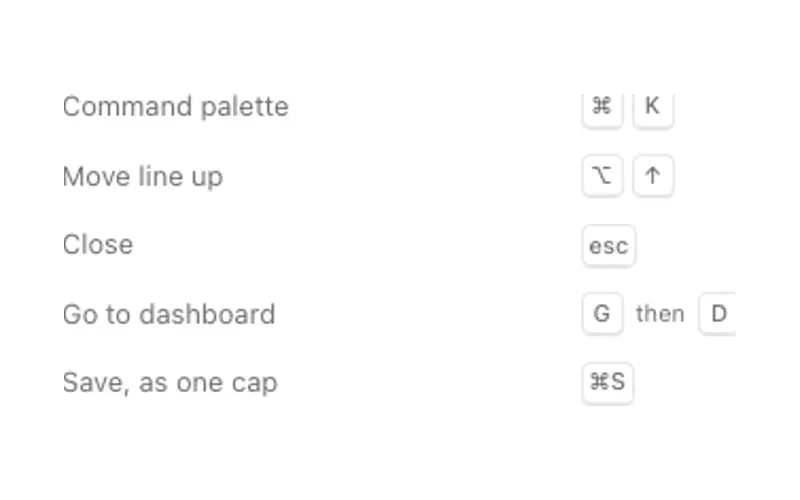 Command palette ⌘ K
Move line up ⌥ ↑
Close esc
Go to dashboard G then D
Save, as one cap ⌘S